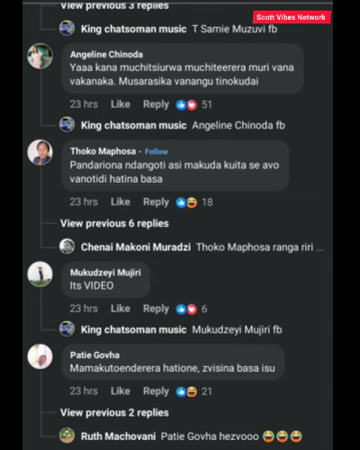 View previous 3 replies
Scott Vibes Network
King chatsoman music T Samie Muzuvi fb
Angeline Chinoda
Yaaa kana muchitsiurwa muchiteerera muri vana
vakanaka. Musarasika vanangu tinokudai
23 hrs Like Reply 51
King chatsoman music Angeline Chinoda fb
Thoko Maphosa · Follow
Pandariona ndangoti asi makuda kuita se avo
vanotidi hatina basa
23 hrs Like Reply 18
View previous 6 replies
Chenai Makoni Muradzi Thoko Maphosa ranga riri ...
Mukudzeyi Mujiri
Its VIDEO
23 hrs Like Reply 6
King chatsoman music Mukudzeyi Mujiri fb
Patie Govha
Mamakutoenderera hatione, zvisina basa isu
23 hrs Like Reply 21
View previous 2 replies
Ruth Machovani Patie Govha hezvooo 😂😂😂